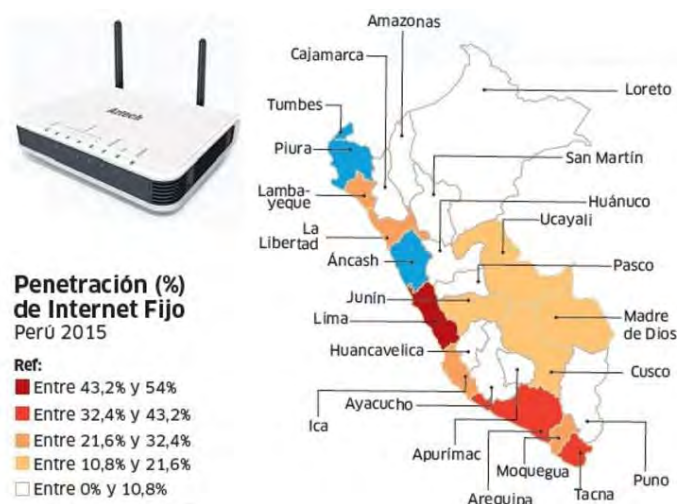 Aztech
Penetración (%)
de Internet Fijo
Perú 2015
Ref:
Entre 43,2% y 54%
Entre 32,4% y 43,2%
Entre 21,6% y 32,4%
Entre 10,8% y 21,6%
Entre 0% y 10,8%
Amazonas
Cajamarca
Loreto
Tumbes
Piura
San Martín
Lamba-
yeque
Huánuco
Ucayali
La
Libertad
Áncash
Pasco
Junín
Lima
Madre
de Dios
Huancavelica
Cusco
Ica
Ayacucho
Apurímac
Moquegua
Puno
Arequipa
Tacna